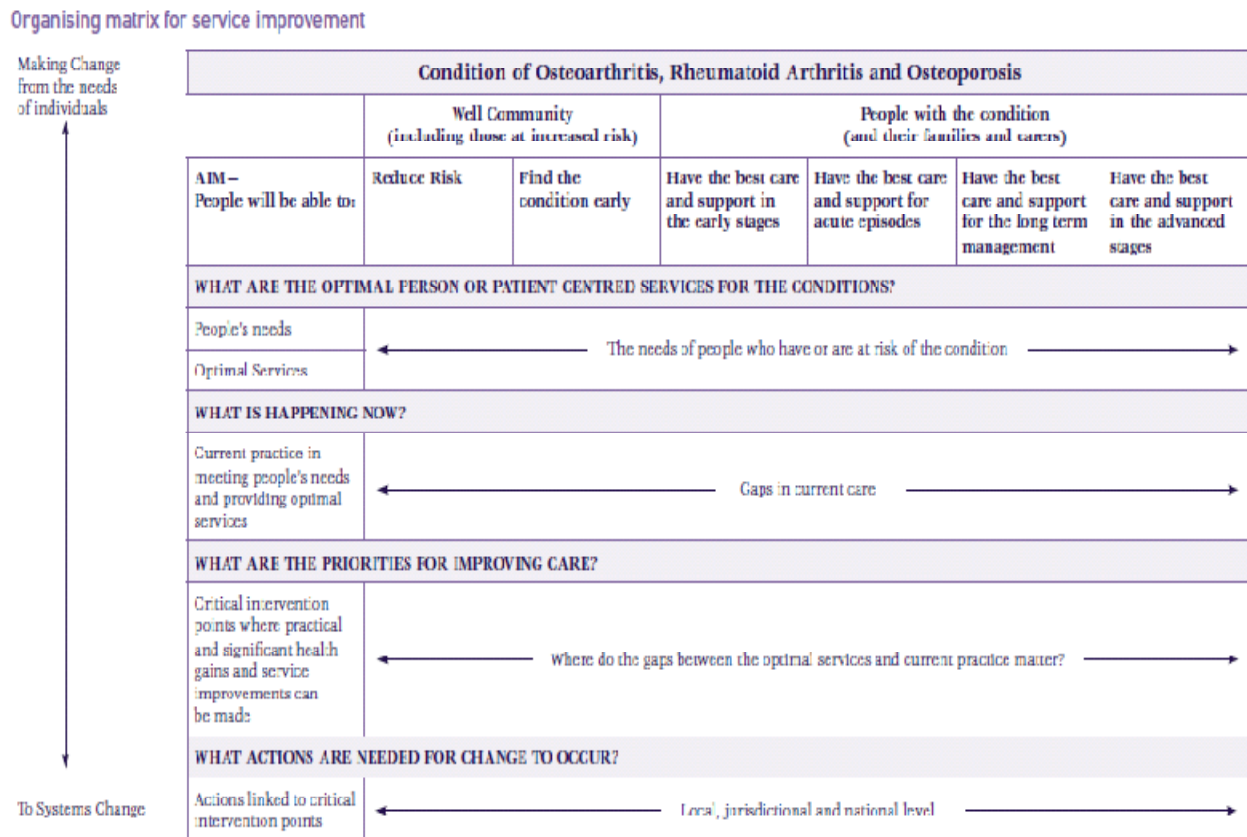 Organising matrix for service improvement
Making Change
from the needs
of individuals
Condition of Osteoarthritis, Rheumatoid Arthritis and Osteoporosis
Well Community
(including those at increased risk)
People with the condition
(and their families and carers)
AIM –
People will be able to:
Reduce Risk
Find the
condition early
Have the best care
and support in
the early stages
Have the best care
and support for
acute episodes
Have the best
care and support
for the long term
management
Have the best
care and support
in the advanced
stages
WHAT ARE THE OPTIMAL PERSON OR PATIENT CENTRED SERVICES FOR THE CONDITIONS?
People's needs
Optimal Services
The needs of people who have or are at risk of the condition
WHAT IS HAPPENING NOW?
Current practice in
meeting people's needs
and providing optimal
services
Gaps in current care
WHAT ARE THE PRIORITIES FOR IMPROVING CARE?
Critical intervention
points where practical
and significant health
gains and service
improvements can
be made
Where do the gaps between the optimal services and current practice matter?
WHAT ACTIONS ARE NEEDED FOR CHANGE TO OCCUR?
To Systems Change
Actions linked to critical
intervention points
Local, jurisdictional and national level